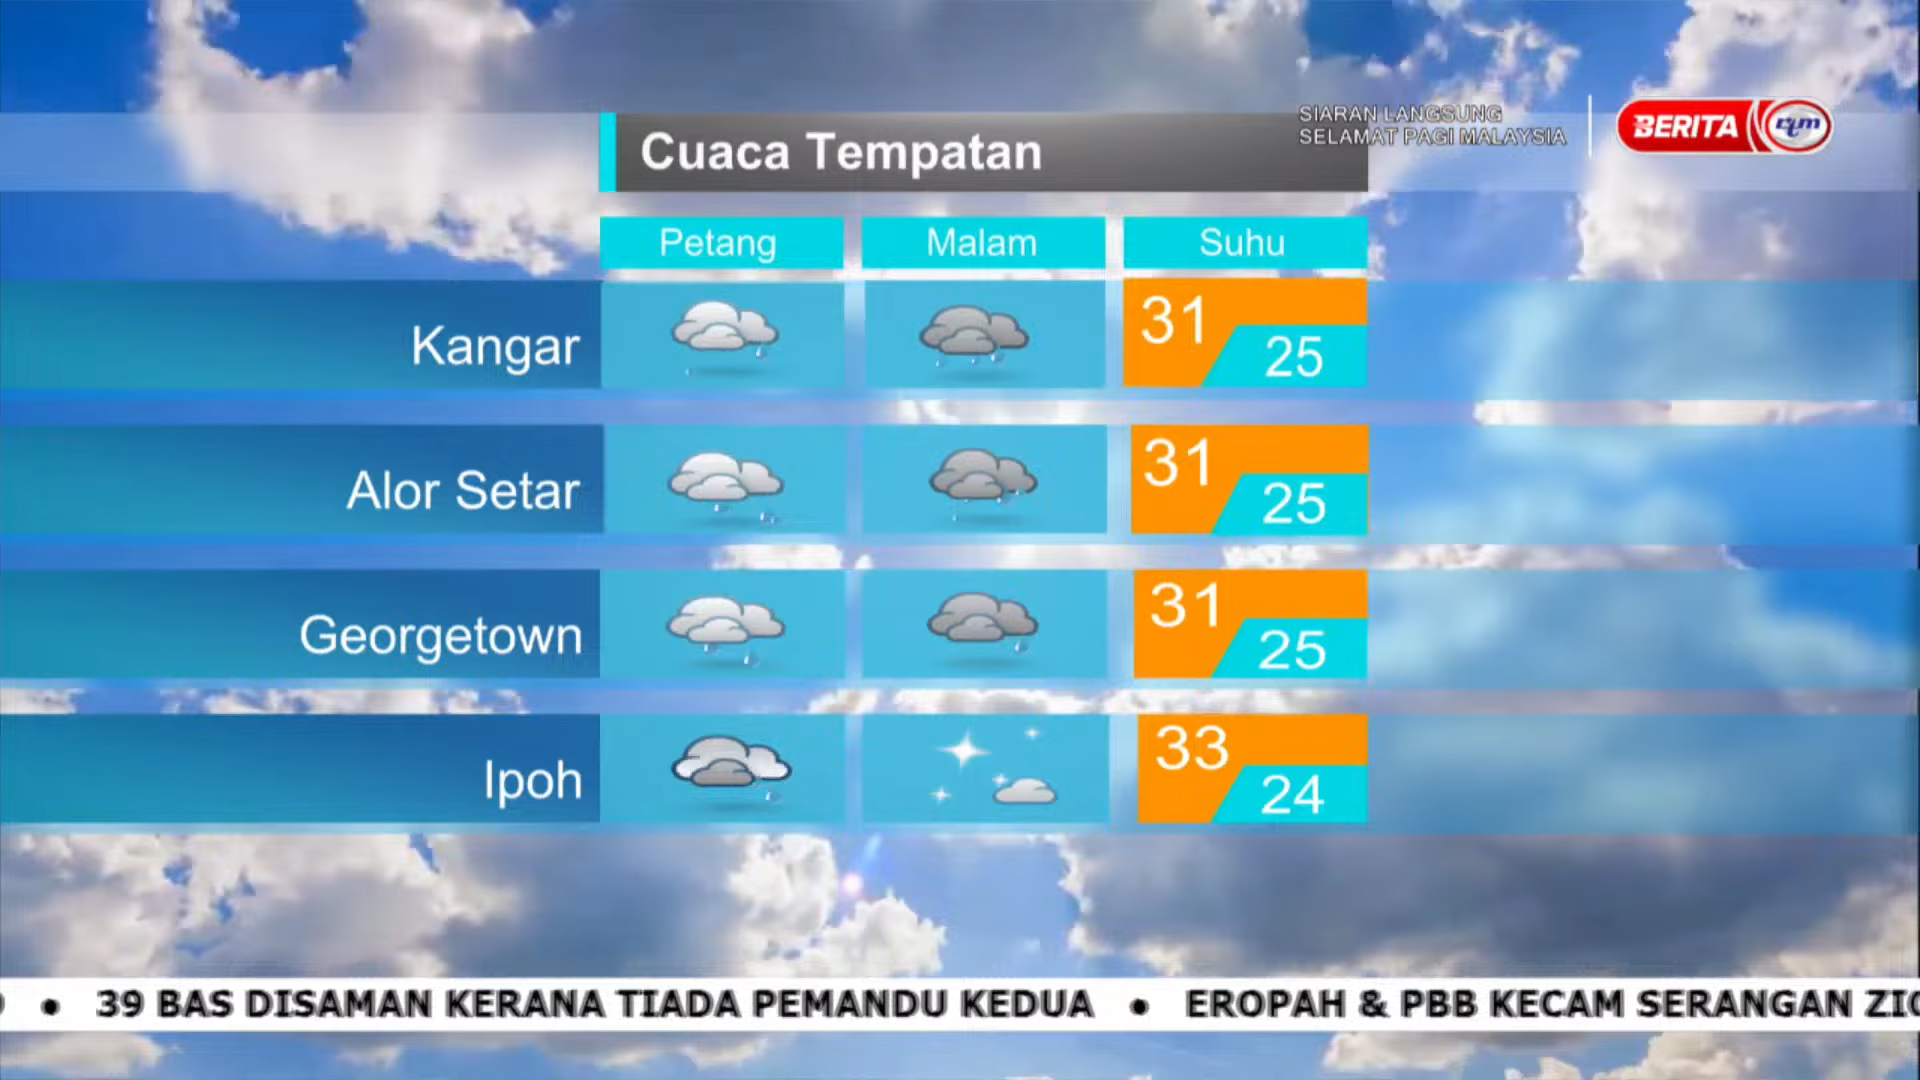 SIARAN LANGSUNG
SELAMAT PAGI MALAYSIA
BERITA rtm
Cuaca Tempatan
Petang Malam Suhu
Kangar 31 25
Alor Setar 31 25
Georgetown 31 25
Ipoh 33 24
• 39 BAS DISAMAN KERANA TIADA PEMANDU KEDUA • EROPAH & PBB KECAM SERANGAN